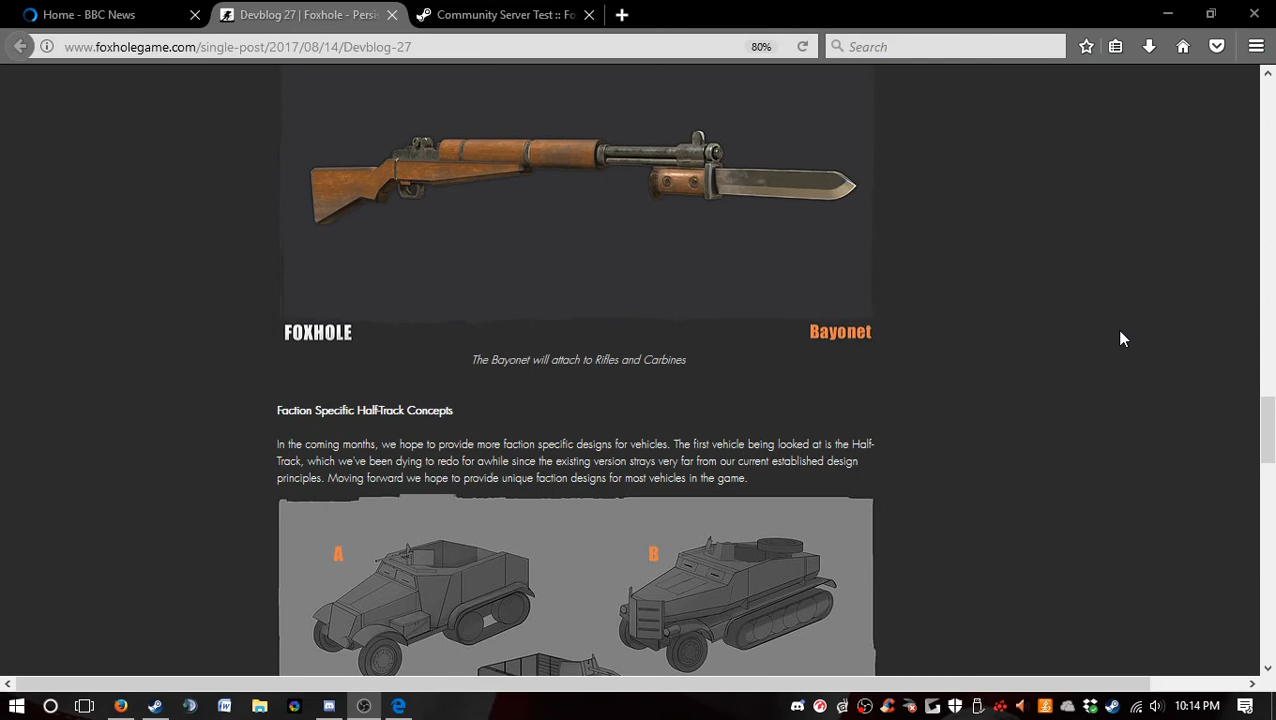 Home - BBC News
Devblog 27 | Foxhole - Persi
Community Server Test :: Fo
www.foxholegame.com/single-post/2017/08/14/Devblog-27
80%
Search
FOXHOLE
Bayonet
The Bayonet will attach to Rifles and Carbines
Faction Specific Half-Track Concepts
In the coming months, we hope to provide more faction specific designs for vehicles. The first vehicle being looked at is the Half-
Track, which we've been dying to redo for awhile since the existing version strays very far from our current established design
principles. Moving forward we hope to provide unique faction designs for most vehicles in the game.
A
B
10:14 PM